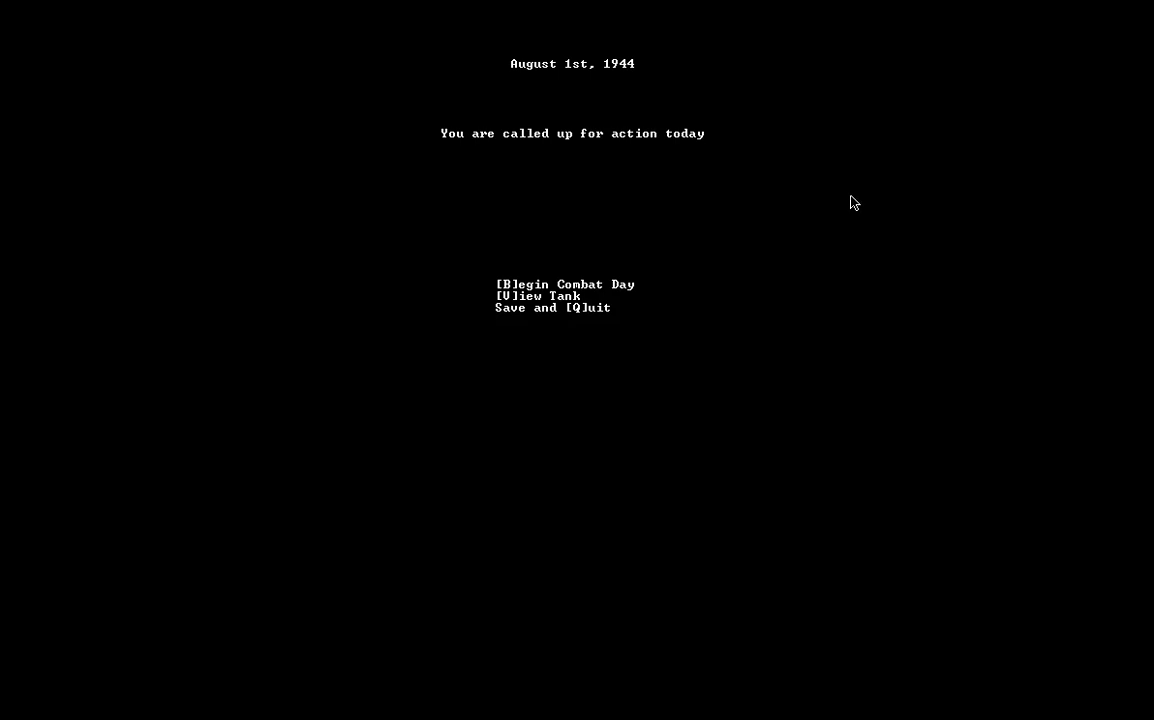 August 1st, 1944
You are called up for action today
[B]egin Combat Day
[V]iew Tank
Save and [Q]uit